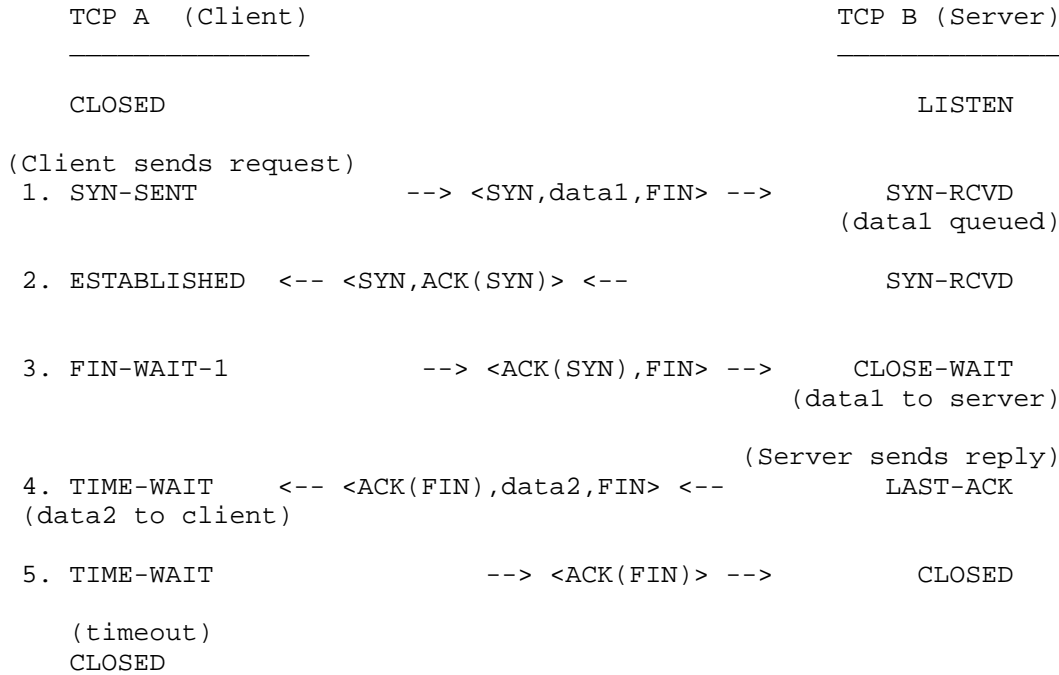 TCP A  (Client)                                 TCP B (Server)
_______________                                 ______________
CLOSED                                               LISTEN
(Client sends request)
1. SYN-SENT             --> <SYN,data1,FIN> -->       SYN-RCVD
(data1 queued)
2. ESTABLISHED  <-- <SYN,ACK(SYN)> <--                SYN-RCVD
3. FIN-WAIT-1            --> <ACK(SYN),FIN> -->     CLOSE-WAIT
(data1 to server)
(Server sends reply)
4. TIME-WAIT    <-- <ACK(FIN),data2,FIN> <--          LAST-ACK
(data2 to client)
5. TIME-WAIT                 --> <ACK(FIN)> -->         CLOSED
(timeout)
CLOSED